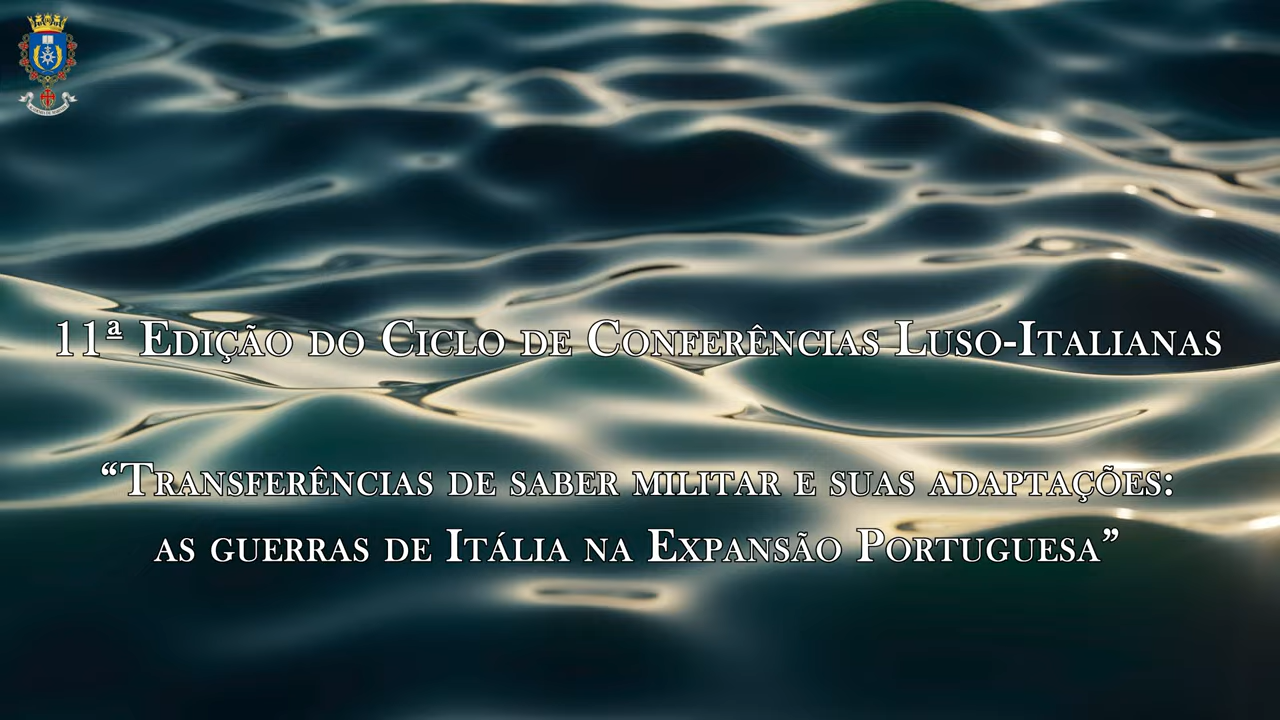 11ª Edição do Ciclo de Conferências Luso-Italianas
“Transferências de saber militar e suas adaptações:
as guerras de Itália na Expansão Portuguesa”